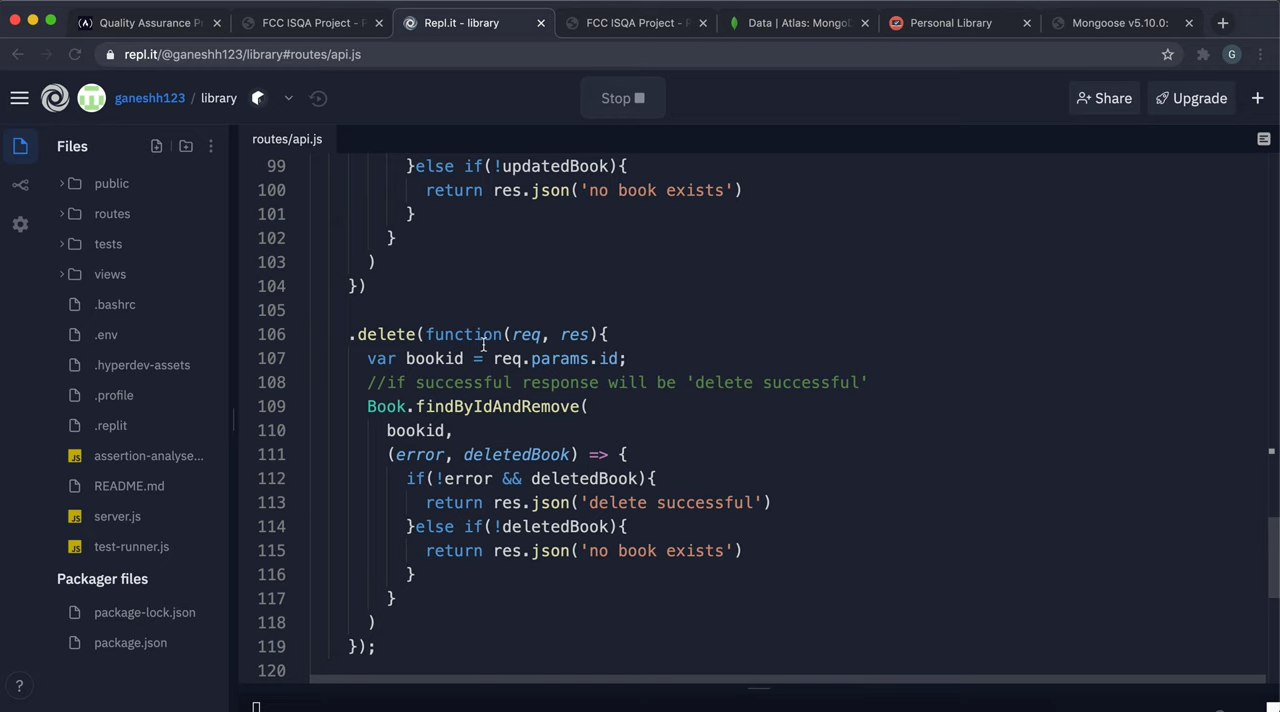 Quality Assurance P
FCC ISQA Project -
Repl.it - library
FCC ISQA Project - F
Data | Atlas: MongoD
Personal Library
Mongoose v5.10.0:
repl.it/@ganeshh123/library#routes/api.js
G
ganeshh123 / library
Stop
Share
Upgrade
Files
routes/api.js
public
routes
tests
views
.bashrc
.env
.hyperdev-assets
.profile
.replit
JS assertion-analyse...
README.md
JS server.js
JS test-runner.js
Packager files
package-lock.json
package.json
?
99 }else if(!updatedBook){
100 return res.json('no book exists')
101 }
102 }
103 )
104 })
105
106 .delete(function(req, res){
107 var bookid = req.params.id;
108 //if successful response will be 'delete successful'
109 Book.findByIdAndRemove(
110 bookid,
111 (error, deletedBook) => {
112 if(!error && deletedBook){
113 return res.json('delete successful')
114 }else if(!deletedBook){
115 return res.json('no book exists')
116 }
117 }
118 )
119 });
120